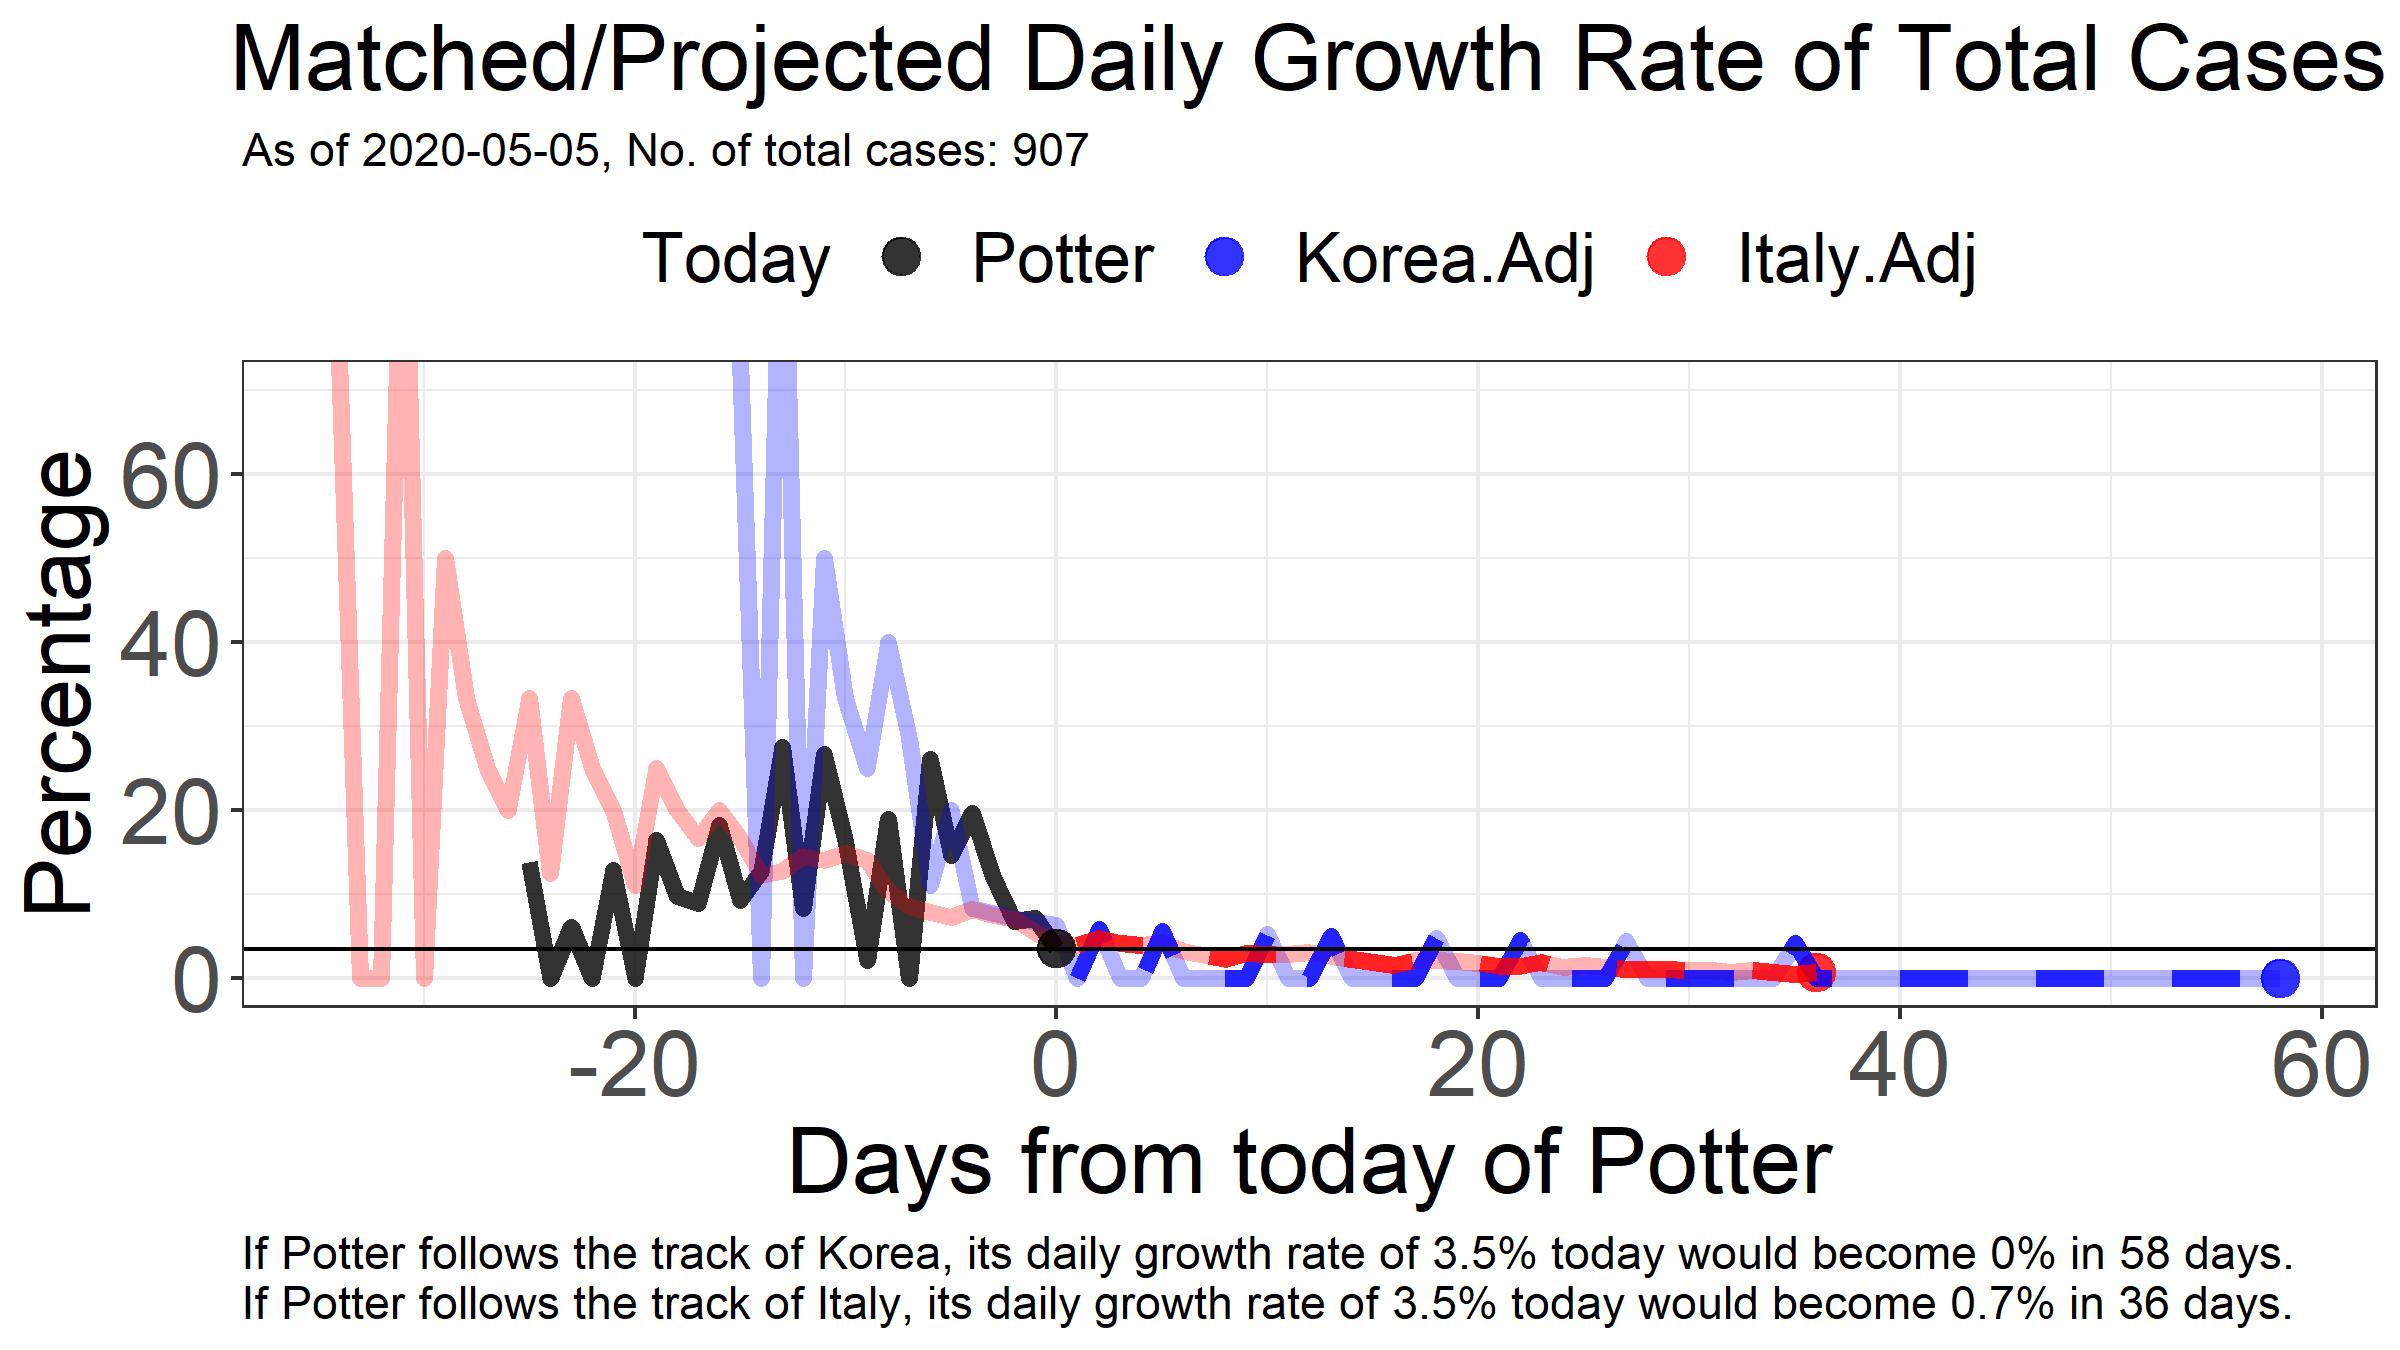 Matched/Projected Daily Growth Rate of Total Cases
As of 2020-05-05, No. of total cases: 907
Today Potter Korea.Adj Italy.Adj
Percentage
60
40
20
0
-20 0 20 40 60
Days from today of Potter
If Potter follows the track of Korea, its daily growth rate of 3.5% today would become 0% in 58 days.
If Potter follows the track of Italy, its daily growth rate of 3.5% today would become 0.7% in 36 days.